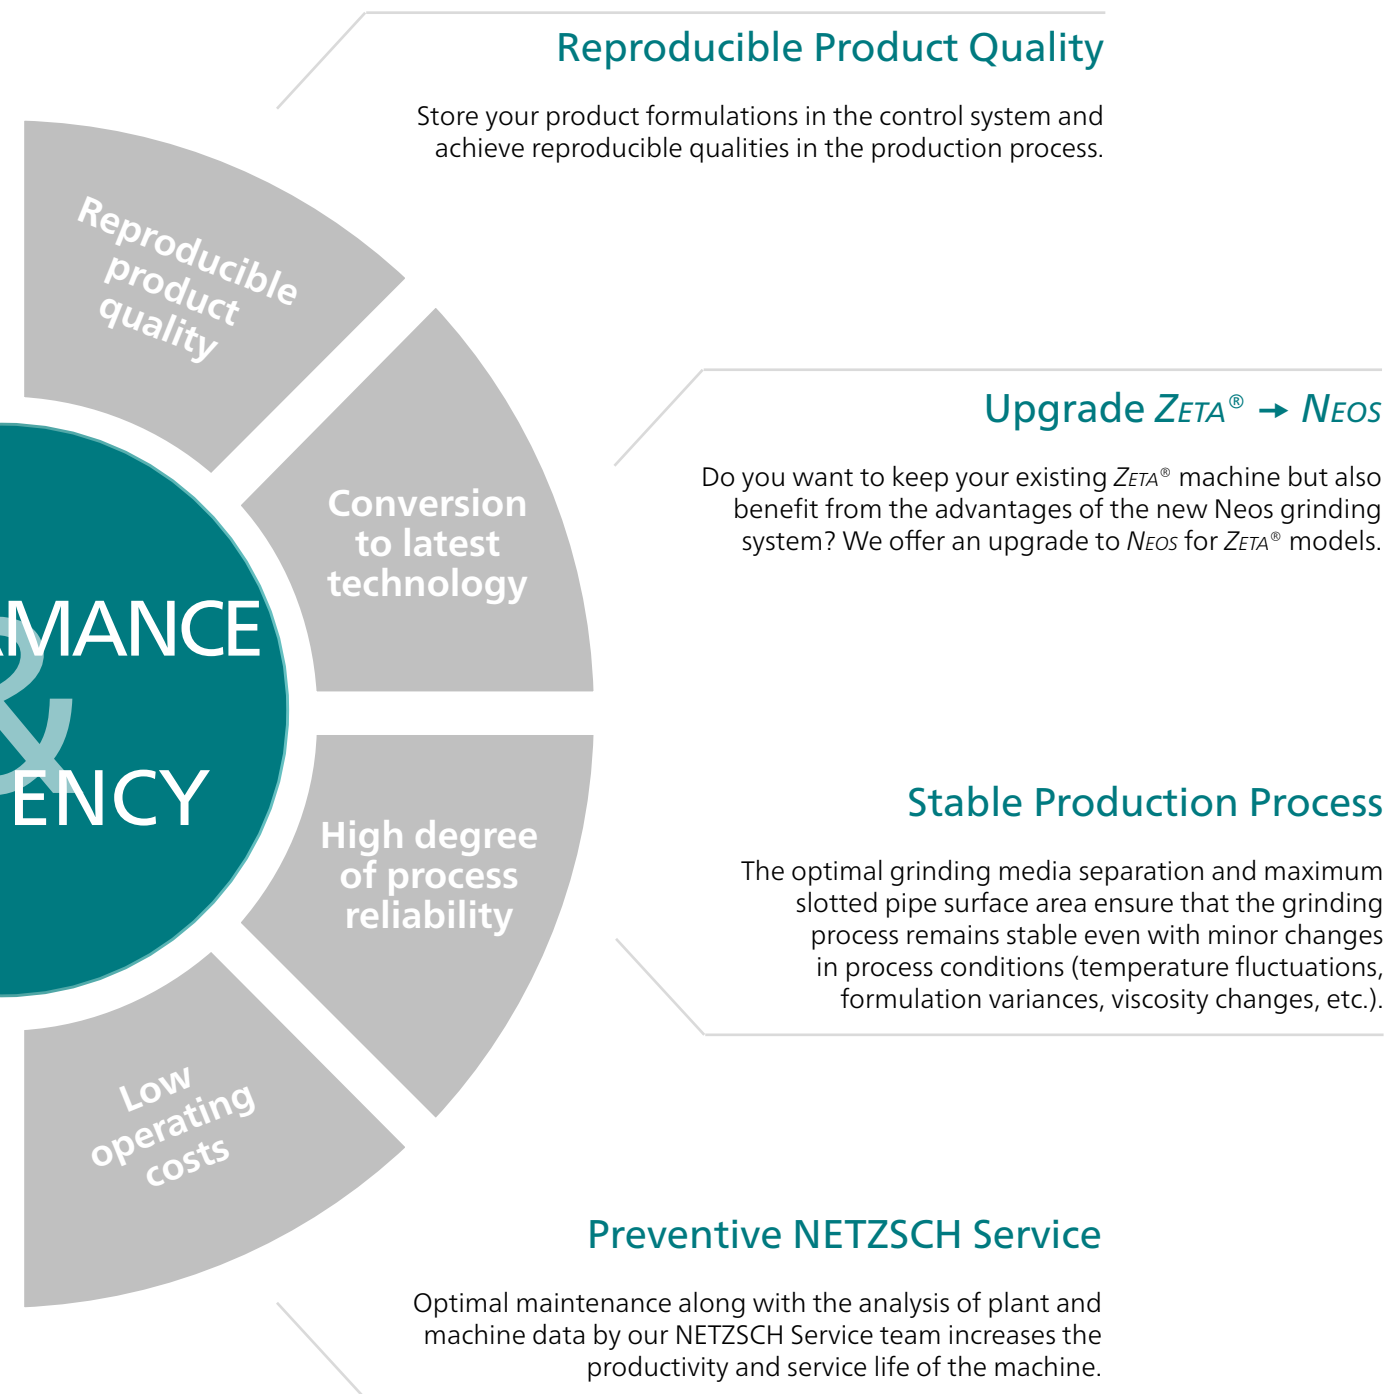 Reproducible Product Quality
Store your product formulations in the control system and
achieve reproducible qualities in the production process.
Reproducible
product
quality
Upgrade ZETA® → NEOS
Do you want to keep your existing ZETA® machine but also
benefit from the advantages of the new Neos grinding
system? We offer an upgrade to NEOS for ZETA® models.
Conversion
to latest
technology
RMANCE
&
ENCY
Stable Production Process
The optimal grinding media separation and maximum
slotted pipe surface area ensure that the grinding
process remains stable even with minor changes
in process conditions (temperature fluctuations,
formulation variances, viscosity changes, etc.).
High degree
of process
reliability
Low
operating
costs
Preventive NETZSCH Service
Optimal maintenance along with the analysis of plant and
machine data by our NETZSCH Service team increases the
productivity and service life of the machine.